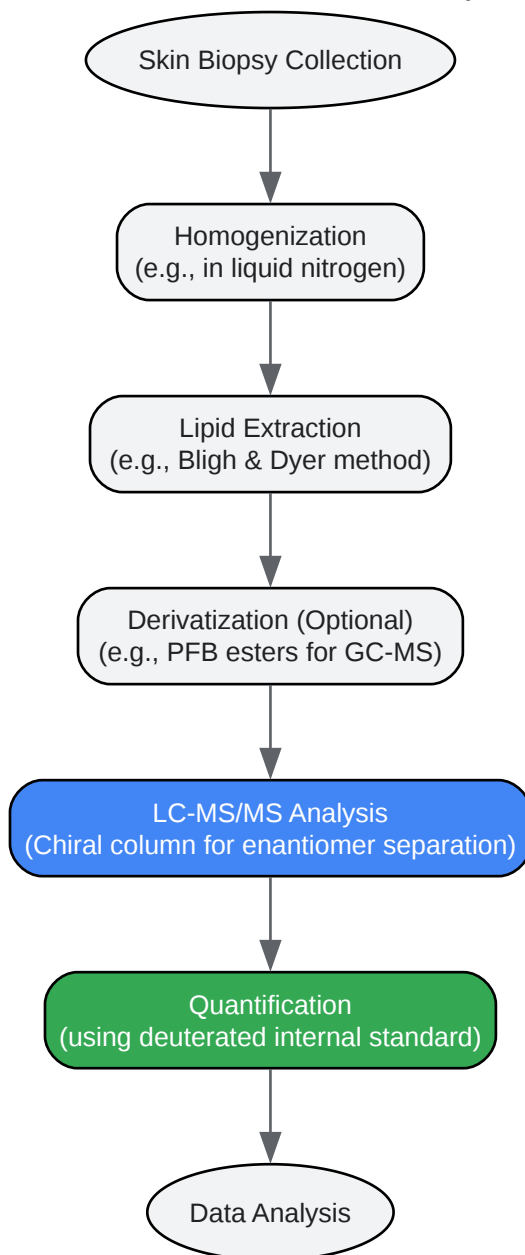 Skin Biopsy Collection
Homogenization
(e.g., in liquid nitrogen)
Lipid Extraction
(e.g., Bligh & Dyer method)
Derivatization (Optional)
(e.g., PFB esters for GC-MS)
LC-MS/MS Analysis
(Chiral column for enantiomer separation)
Quantification
(using deuterated internal standard)
Data Analysis